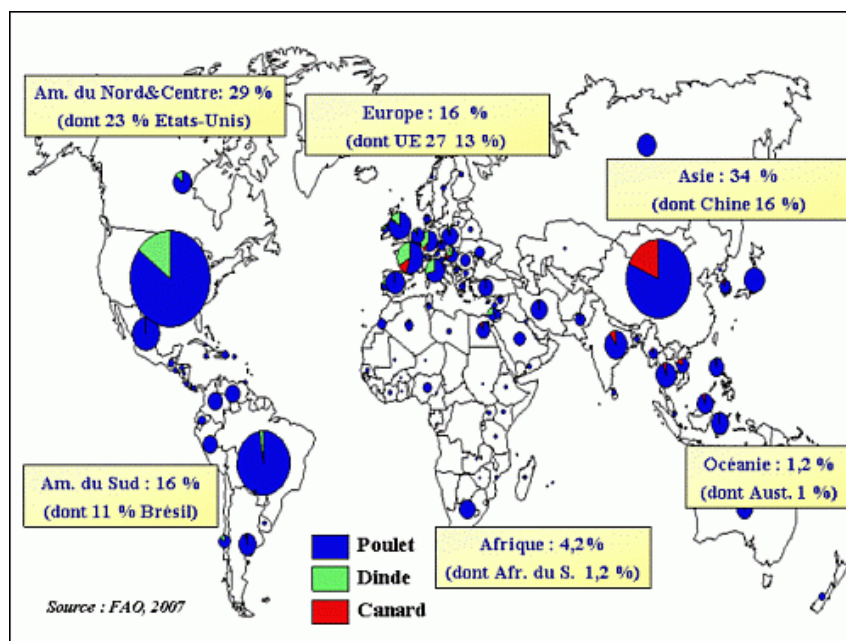 Am. du Nord&Centre: 29 %
(dont 23 % Etats-Unis)
Europe : 16 %
(dont UE 27 13 %)
Asie : 34 %
(dont Chine 16 %)
Am. du Sud : 16 %
(dont 11 % Brésil)
Océanie : 1,2 %
(dont Aust. 1 %)
Afrique : 4,2%
(dont Afr. du S. 1,2 %)
Poulet
Dinde
Canard
Source : FAO, 2007